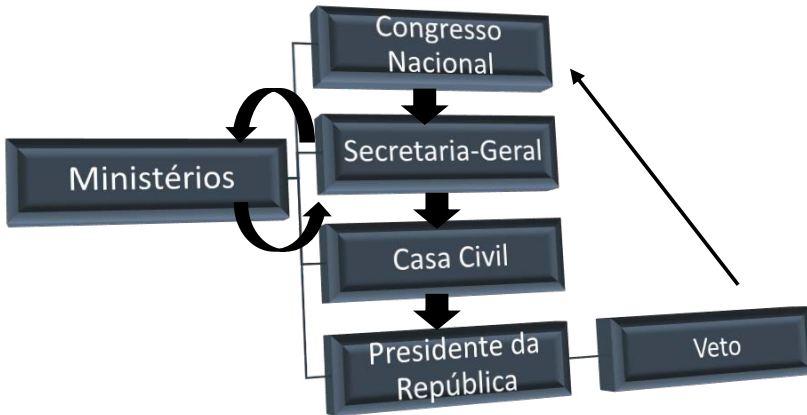 Congresso
Nacional
Secretaria-Geral
Ministérios
Casa Civil
Presidente da
República
Veto